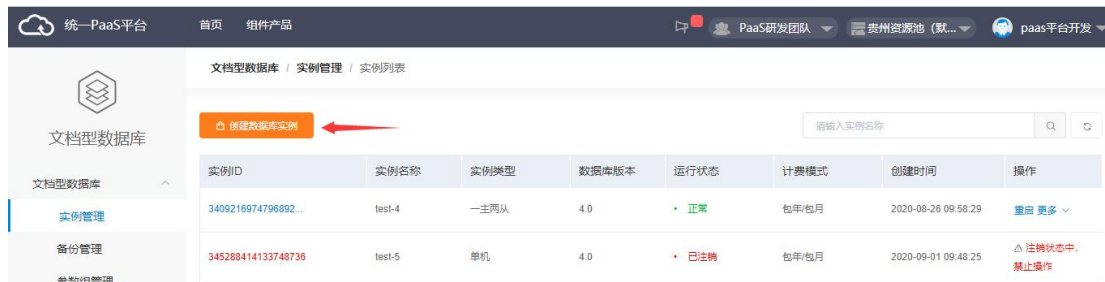 统一PaaS平台 首页 组件产品 PaaS研发团队 贵州资源池（默... paas平台开发
文档型数据库 / 实例管理 / 实例列表
文档型数据库
创建数据库实例 请输入实例名称
实例ID 实例名称 实例类型 数据库版本 运行状态 计费模式 创建时间 操作
文档型数据库
3409216974796892... test-4 一主两从 4.0 正常 包年/包月 2020-08-26 09:58:29 重启 更多
实例管理
备份管理
345288414133748736 test-5 单机 4.0 已注销 包年/包月 2020-09-01 09:48:25 注销状态中，
禁止操作
参数组管理